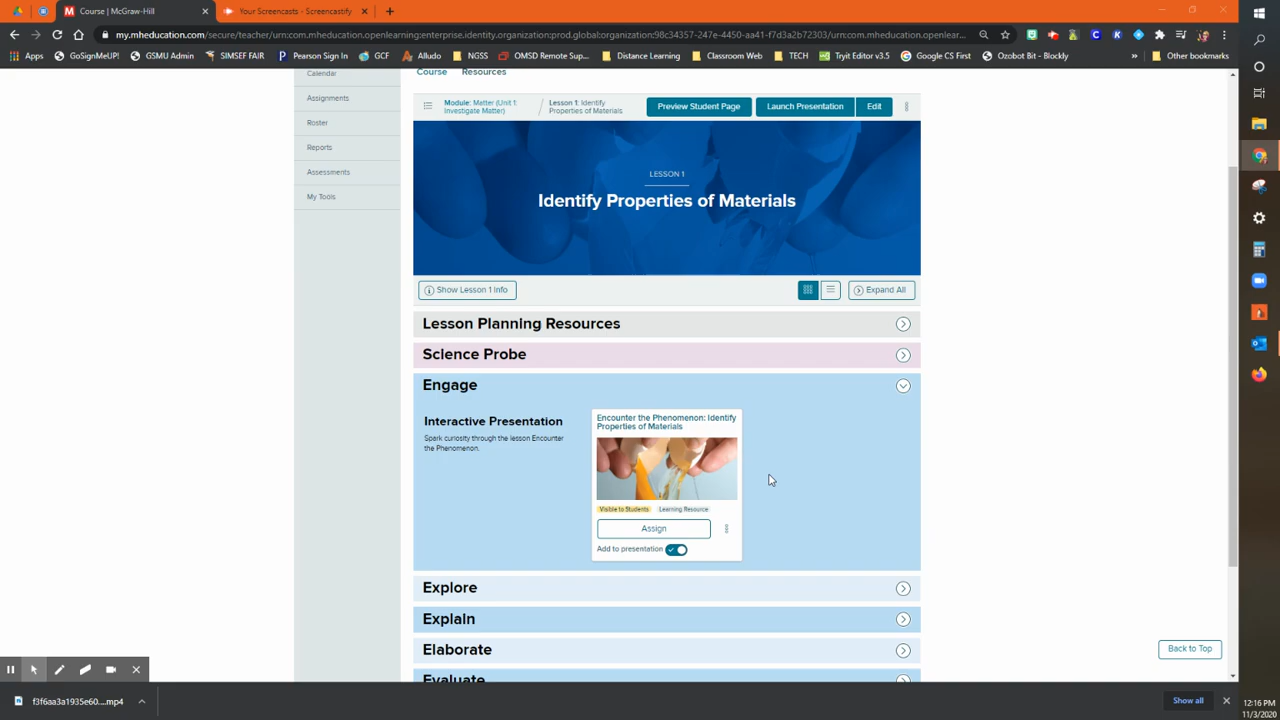 Course | McGraw-Hill
Your Screencasts - Screencastify
my.mheducation.com/secure/teacher/urn:com.mheducation.openlearning:enterprise.identity.organization:prod.global:organization:98c34357-247e-4450-aa41-f7d3a2b72303/urn:com.mheducation.openlear...
Apps
GoSignMeUP!
GSMU Admin
SIMSEF FAIR
Pearson Sign In
GCF
Alludo
NGSS
OMSD Remote Sup...
Distance Learning
Classroom Web
TECH
Tryit Editor v3.5
Google CS First
Ozobot Bit - Blockly
»
Other bookmarks
Calendar
Assignments
Roster
Reports
Assessments
My Tools
Course
Resources
Module: Matter (Unit 1:
Investigate Matter)
Lesson 1: Identify
Properties of Materials
Preview Student Page
Launch Presentation
Edit
LESSON 1
Identify Properties of Materials
Show Lesson 1 Info
Expand All
Lesson Planning Resources
Science Probe
Engage
Interactive Presentation
Spark curiosity through the lesson Encounter
the Phenomenon.
Encounter the Phenomenon: Identify
Properties of Materials
Visible to Students
Learning Resource
Assign
Add to presentation
Explore
Explain
Elaborate
Evaluate
Back to Top
f3f6aa3a1935e60....mp4
Show all
12:16 PM
11/3/2020